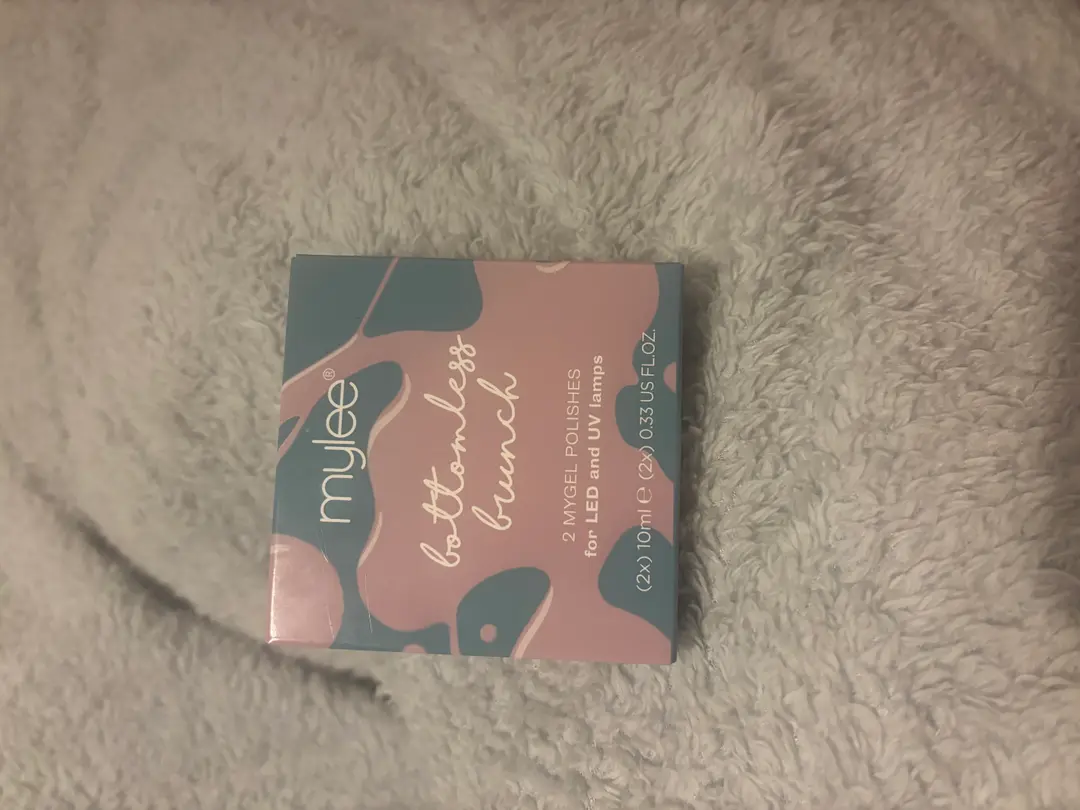 mylee®
bottomless
brunch
2 MYGEL POLISHES
for LED and UV lamps
(2x) 10ml ℮ (2x) 0.33 US FL.OZ.